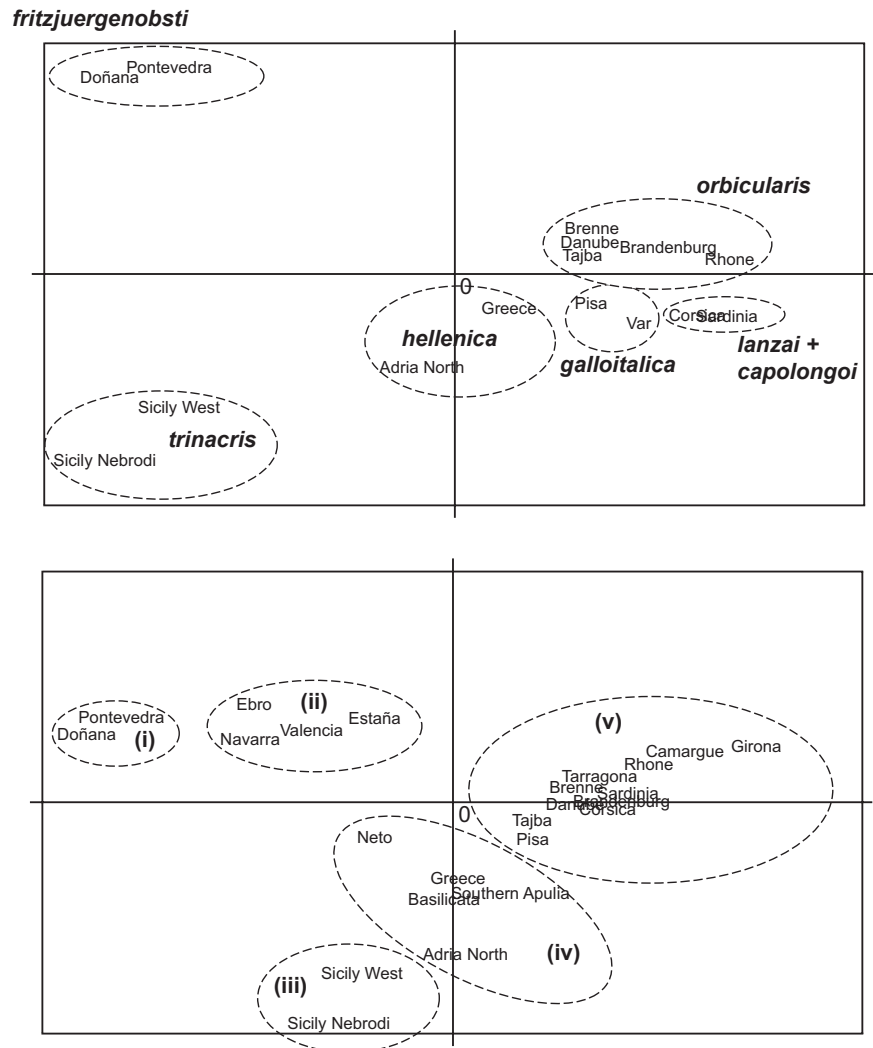 fritzjuergenobsti
Pontevedra
Doñana
orbicularis
Brenne
Danube
Brandenburg
Tajba
Rhone
0
Greece
Pisa
Corsica
Sardinia
Var
hellenica
lanzai +
galloitalica
capolongoi
Adria North
Sicily West
trinacris
Sicily Nebrodi
Ebro
(ii)
Pontevedra
Estaña
(v)
Doñana
(i)
Navarra
Valencia
Camargue
Girona
Rhone
Tarragona
Brenne
Sardinia
Brandenburg
Danube
Corsica
0
Tajba
Neto
Pisa
Greece
Southern Apulia
Basilicata
Adria North
(iv)
Sicily West
(iii)
Sicily Nebrodi